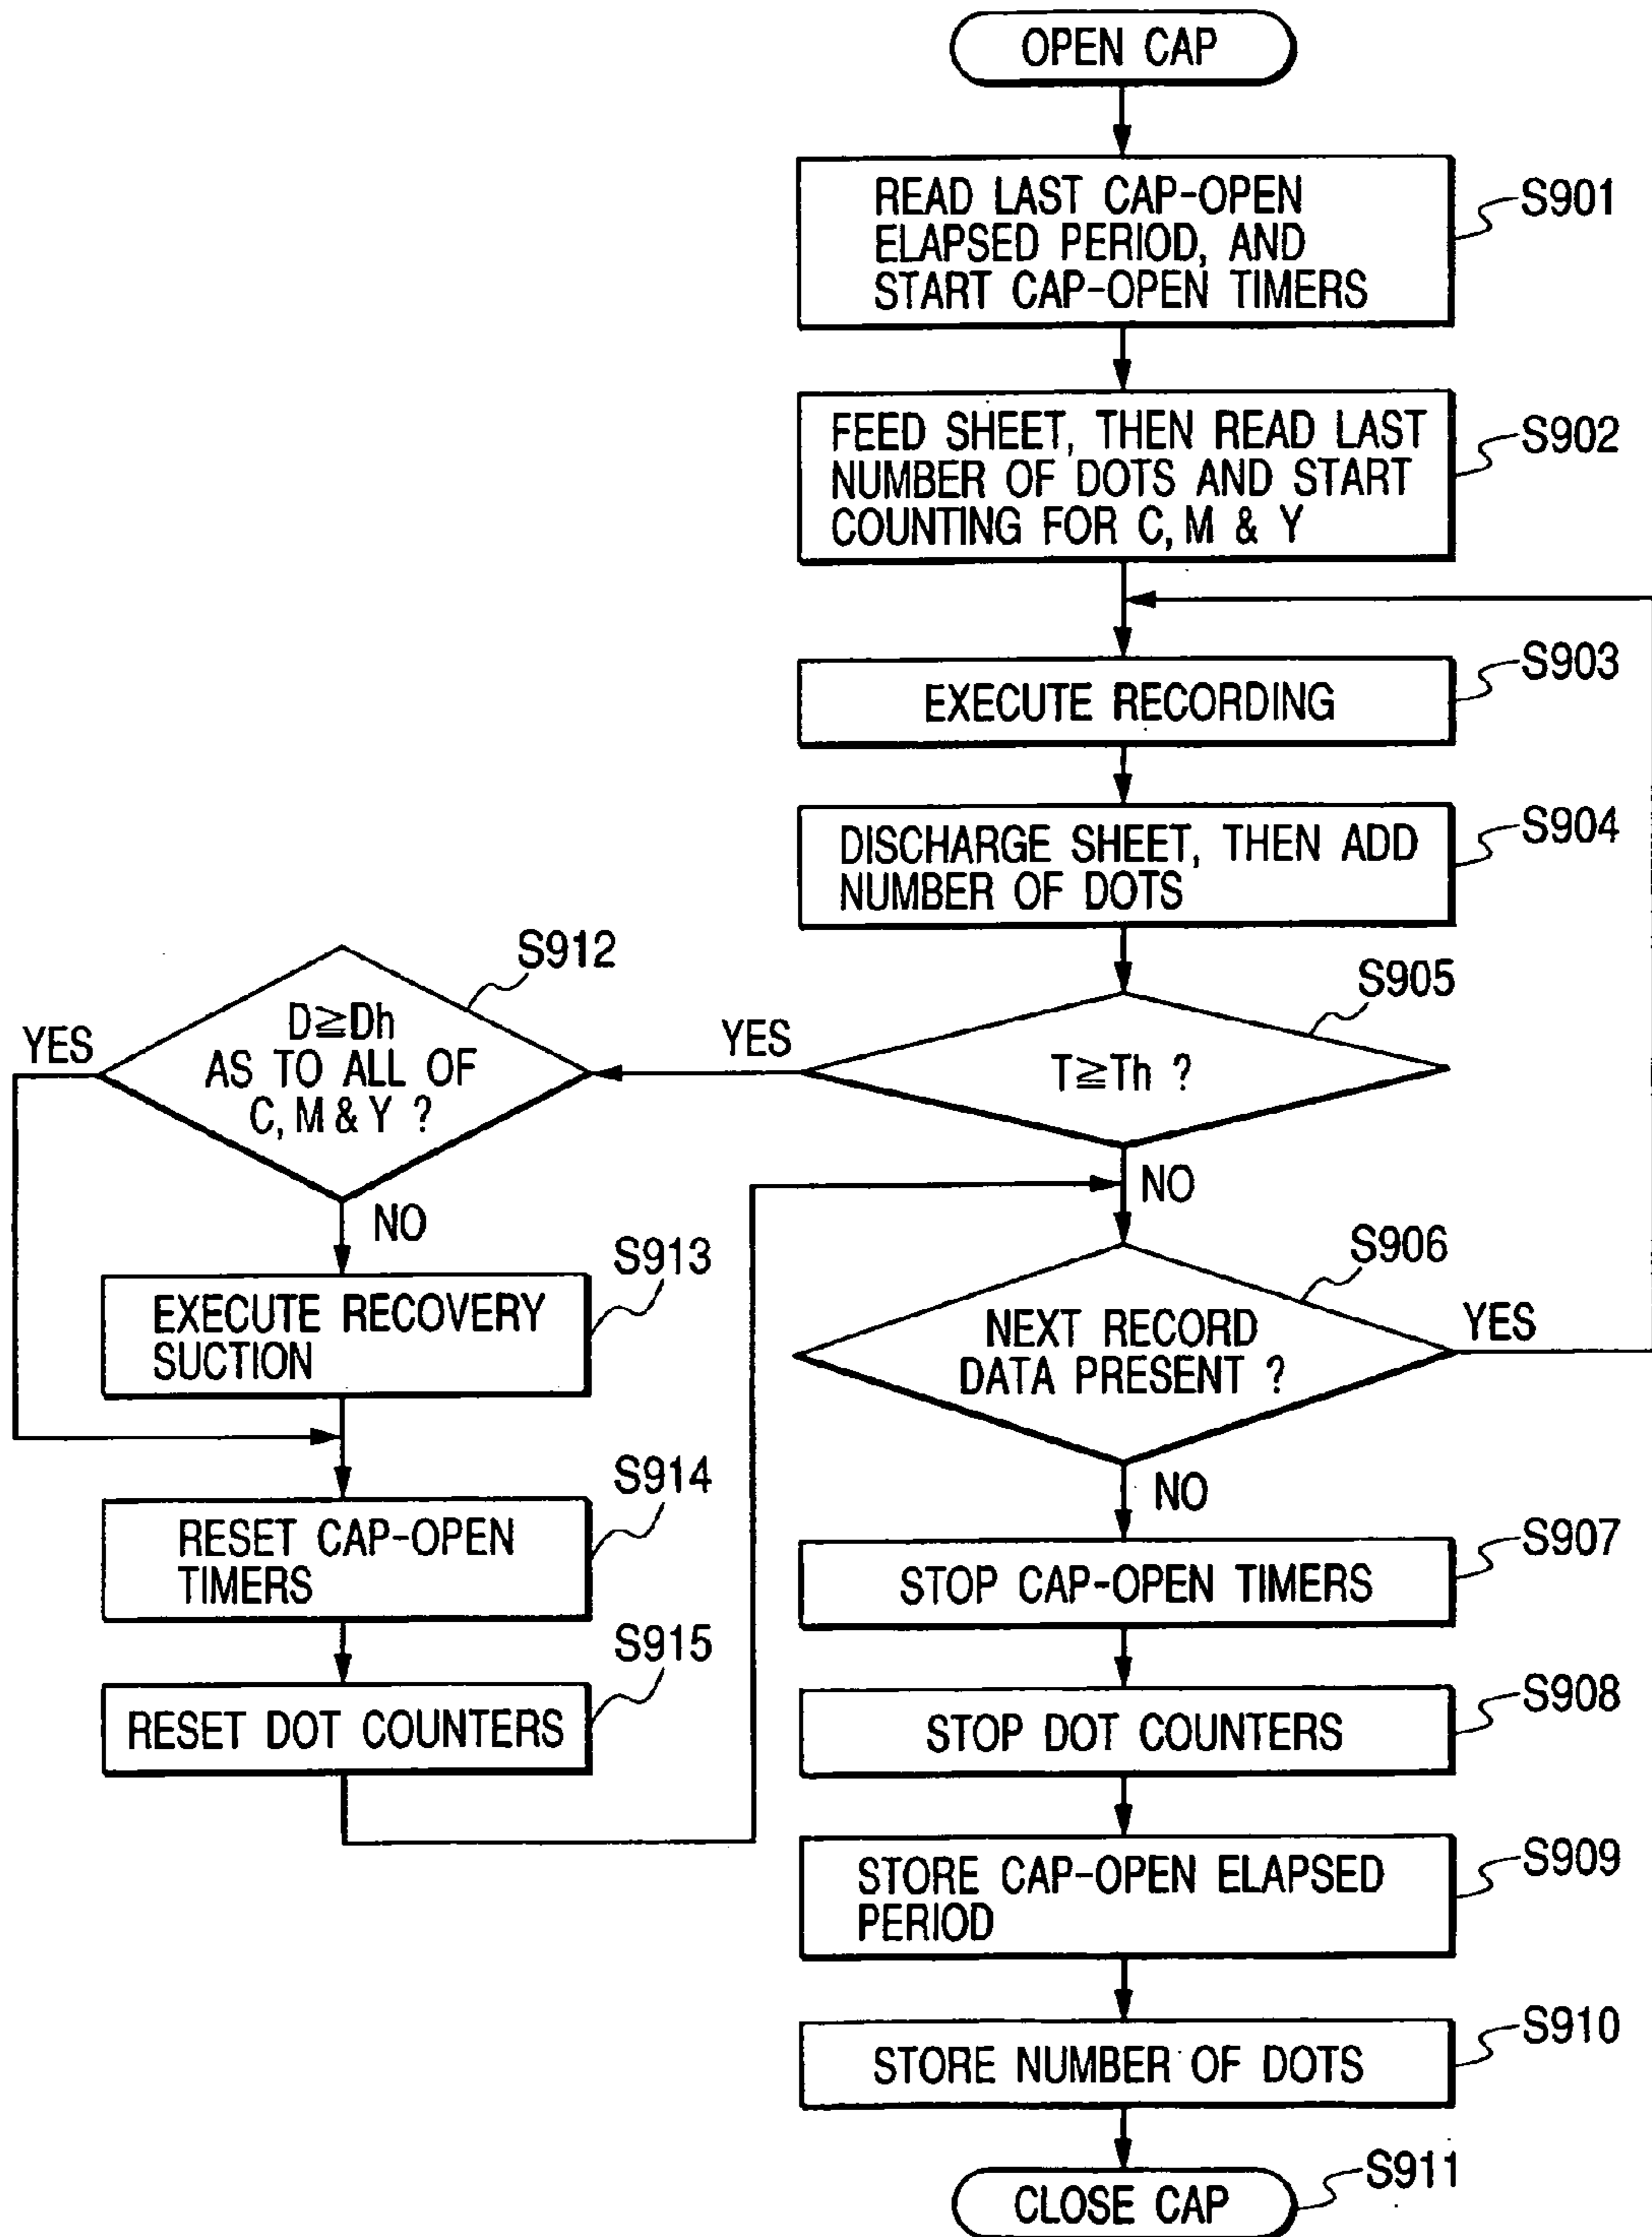 OPEN CAP
READ LAST CAP-OPEN
ELAPSED PERIOD, AND
START CAP-OPEN TIMERS
S901
FEED SHEET, THEN READ LAST
NUMBER OF DOTS AND START
COUNTING FOR C, M & Y
S902
EXECUTE RECORDING
S903
DISCHARGE SHEET, THEN ADD
NUMBER OF DOTS
S904
T≧Th ?
S905
YES
NO
D≧Dh
AS TO ALL OF
C, M & Y ?
S912
YES
NO
EXECUTE RECOVERY
SUCTION
S913
RESET CAP-OPEN
TIMERS
S914
RESET DOT COUNTERS
S915
NEXT RECORD
DATA PRESENT ?
S906
YES
NO
STOP CAP-OPEN TIMERS
S907
STOP DOT COUNTERS
S908
STORE CAP-OPEN ELAPSED
PERIOD
S909
STORE NUMBER OF DOTS
S910
CLOSE CAP
S911